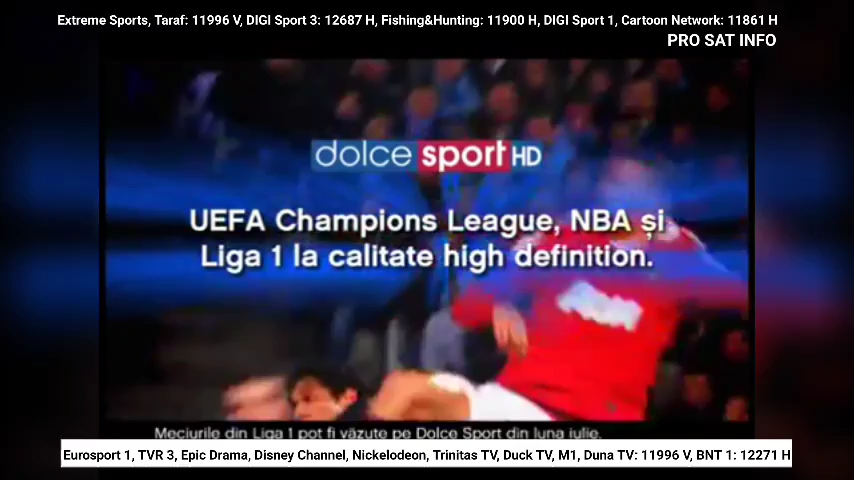 Extreme Sports, Taraf: 11996 V, DIGI Sport 3: 12687 H, Fishing&Hunting: 11900 H, DIGI Sport 1, Cartoon Network: 11861 H
PRO SAT INFO
dolce sport HD
UEFA Champions League, NBA și
Liga 1 la calitate high definition.
Meciurile din Liga 1 pot fi văzute pe Dolce Sport din luna iulie.
Eurosport 1, TVR 3, Epic Drama, Disney Channel, Nickelodeon, Trinitas TV, Duck TV, M1, Duna TV: 11996 V, BNT 1: 12271 H